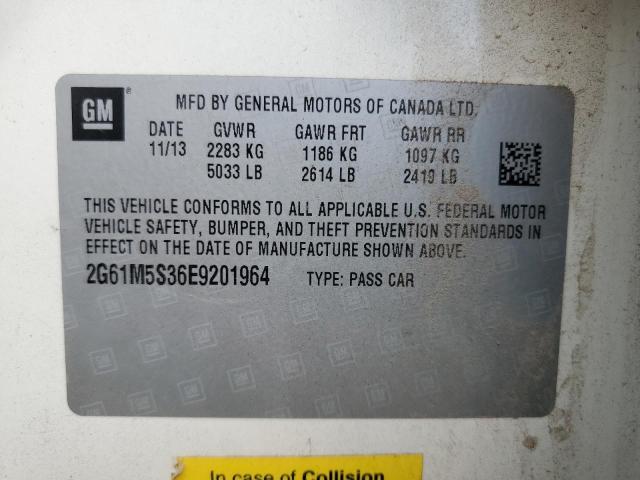 GM ® MFD BY GENERAL MOTORS OF CANADA LTD.
DATE GVWR GAWR FRT GAWR RR
11/13 2283 KG 1186 KG 1097 KG
5033 LB 2614 LB 2419 LB
THIS VEHICLE CONFORMS TO ALL APPLICABLE U.S. FEDERAL MOTOR
VEHICLE SAFETY, BUMPER, AND THEFT PREVENTION STANDARDS IN
EFFECT ON THE DATE OF MANUFACTURE SHOWN ABOVE.
2G61M5S36E9201964 TYPE: PASS CAR
In case of Collision